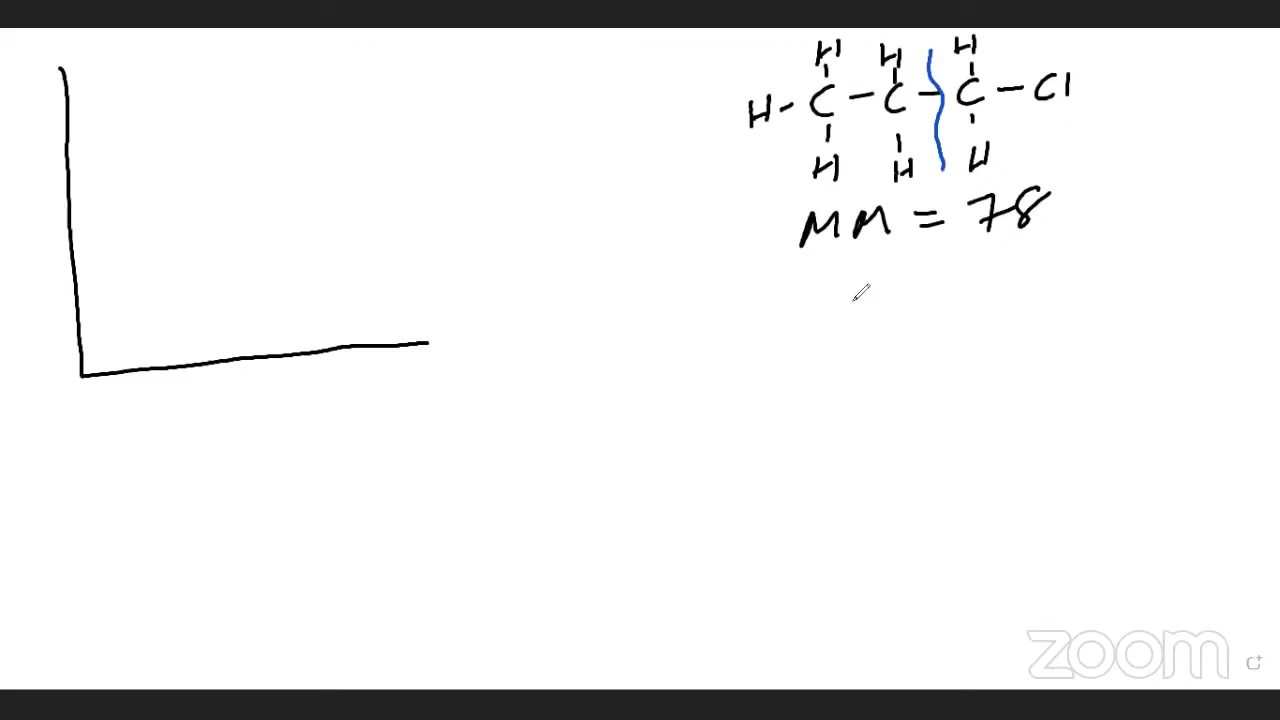 H H H
H - C - C - C - Cl
H H H
MM = 78
zoom